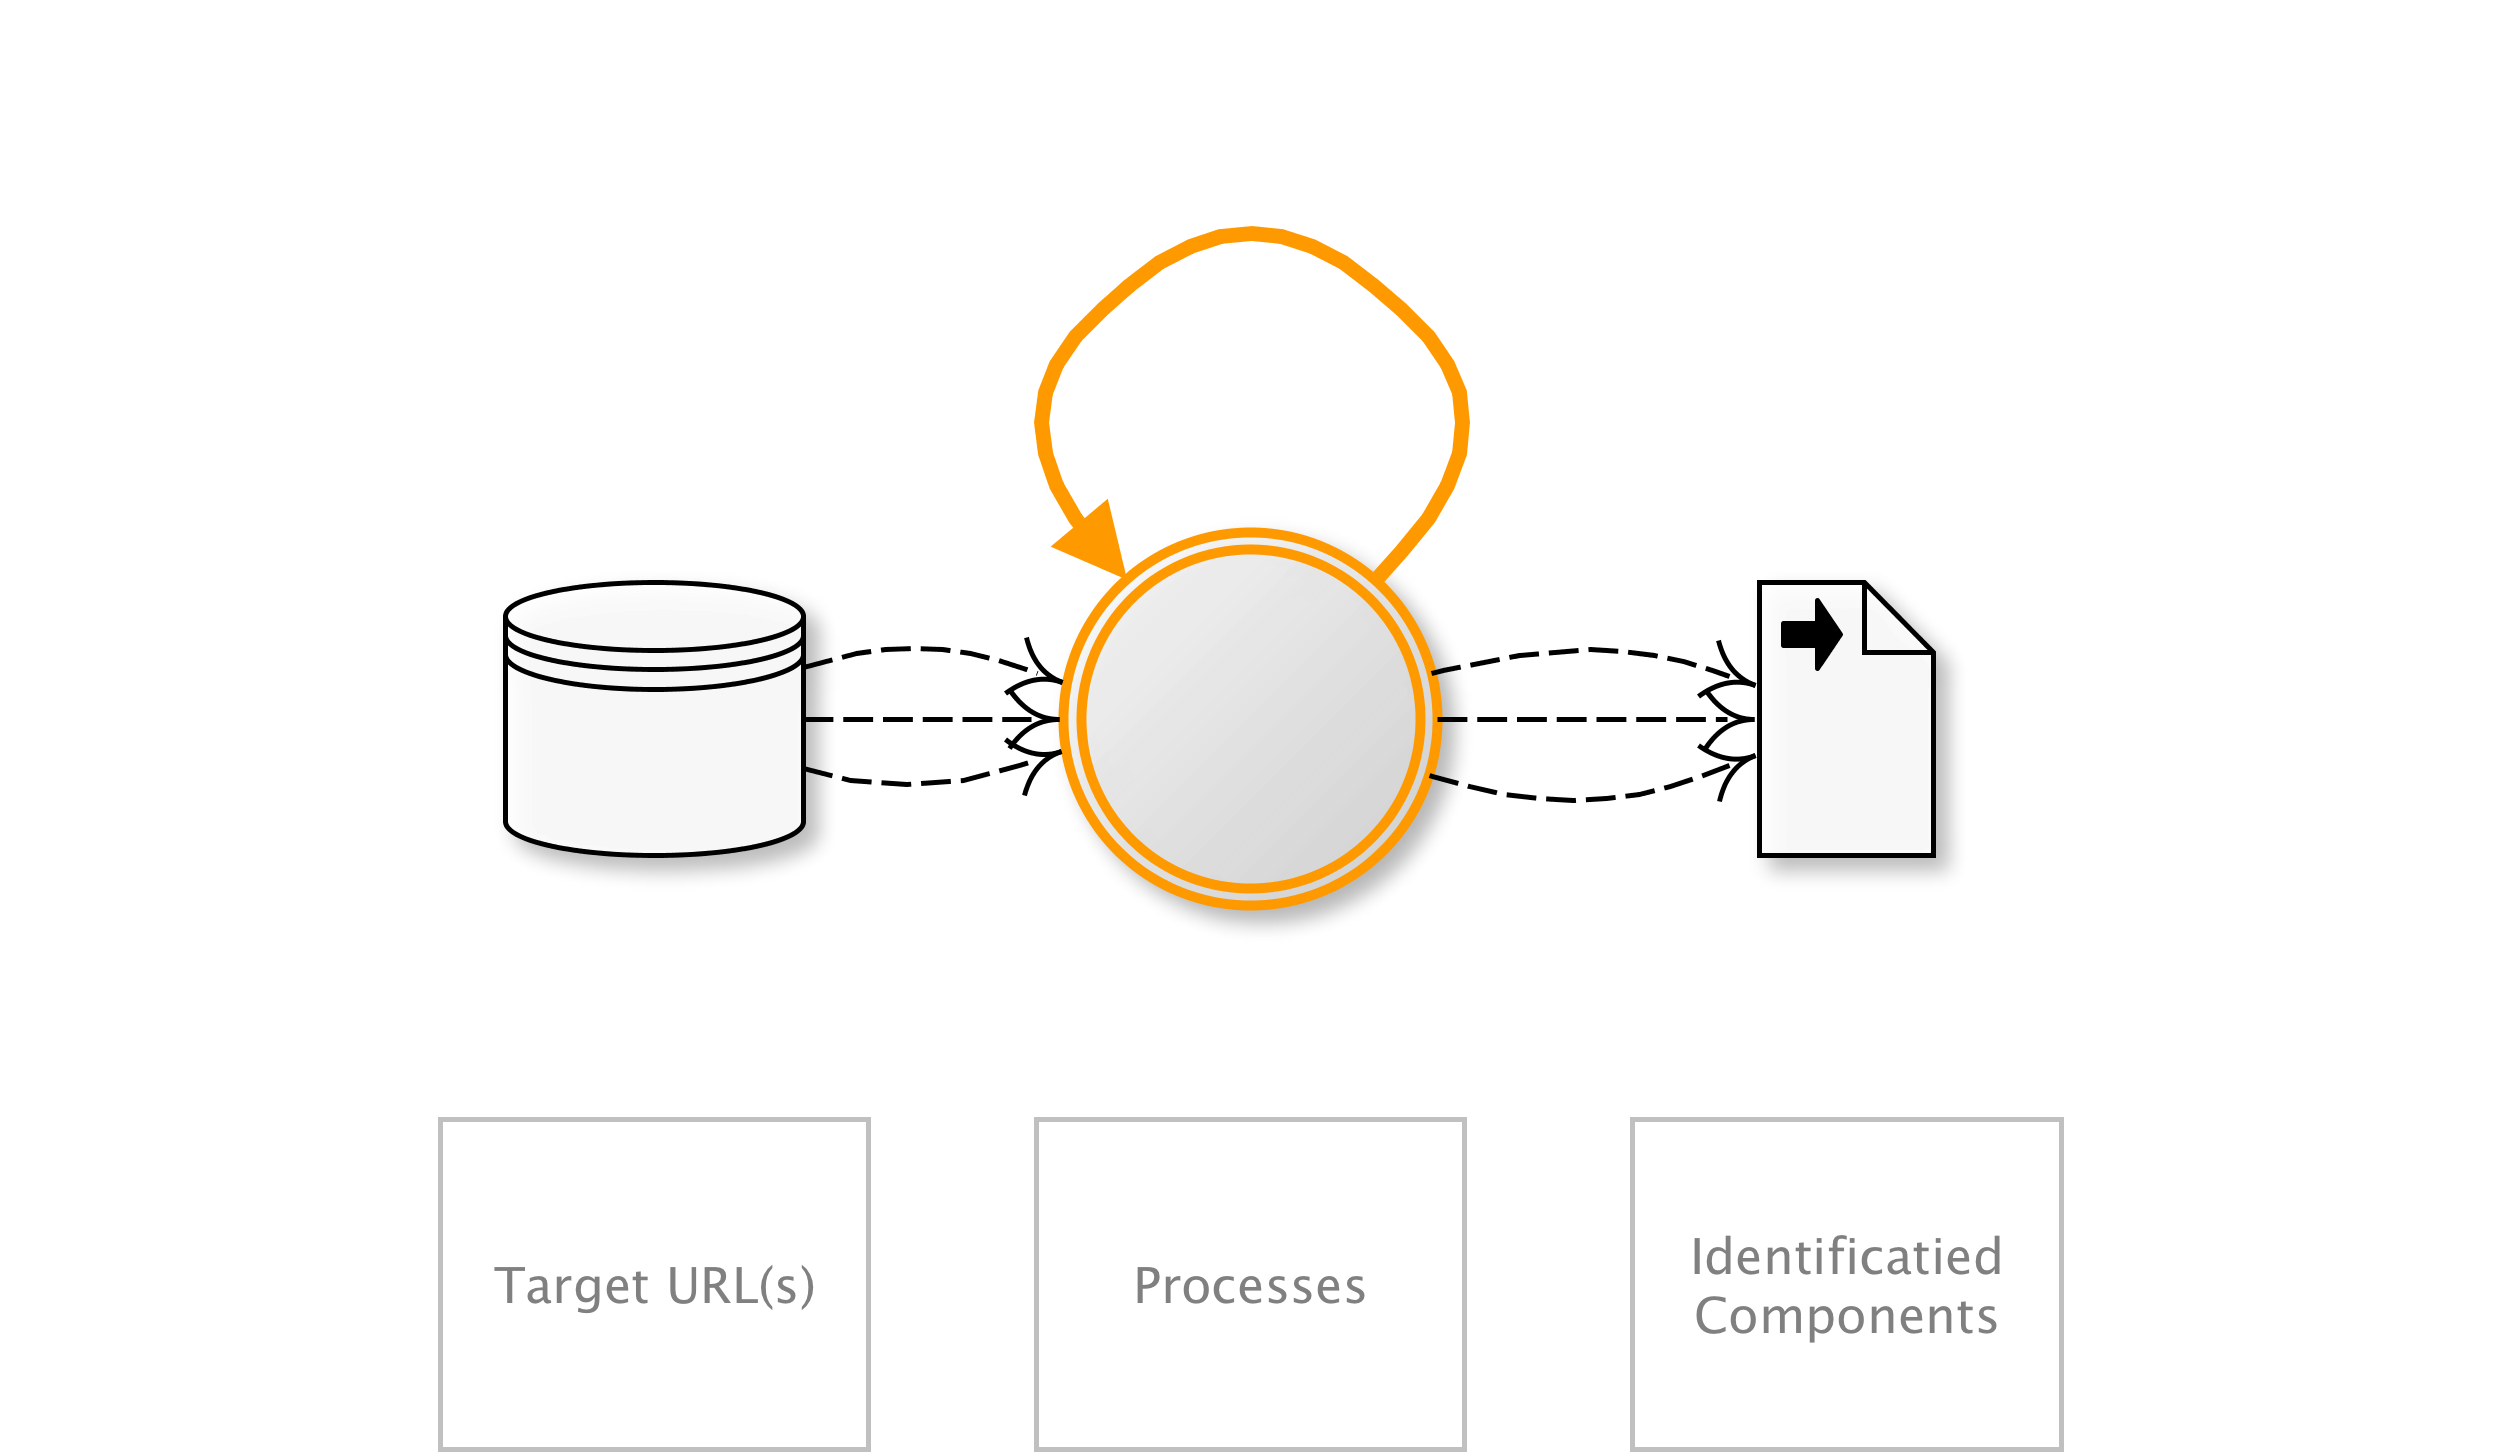 Target URL(s)
Processes
Identificatied
Components